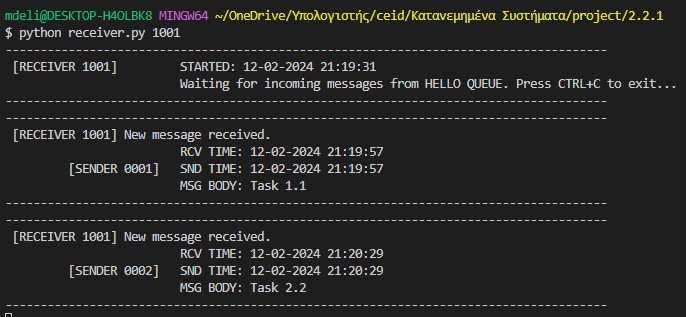 mdeli@DESKTOP-H4OLBK8 MINGW64 ~/OneDrive/Υπολογιστής/ceid/Κατανεμημένα Συστήματα/project/2.2.1
$ python receiver.py 1001
--------------------------------------------------------------------------------------
[RECEIVER 1001] STARTED: 12-02-2024 21:19:31
Waiting for incoming messages from HELLO QUEUE. Press CTRL+C to exit...
--------------------------------------------------------------------------------------
--------------------------------------------------------------------------------------
[RECEIVER 1001] New message received.
RCV TIME: 12-02-2024 21:19:57
[SENDER 0001] SND TIME: 12-02-2024 21:19:57
MSG BODY: Task 1.1
--------------------------------------------------------------------------------------
--------------------------------------------------------------------------------------
[RECEIVER 1001] New message received.
RCV TIME: 12-02-2024 21:20:29
[SENDER 0002] SND TIME: 12-02-2024 21:20:29
MSG BODY: Task 2.2
--------------------------------------------------------------------------------------